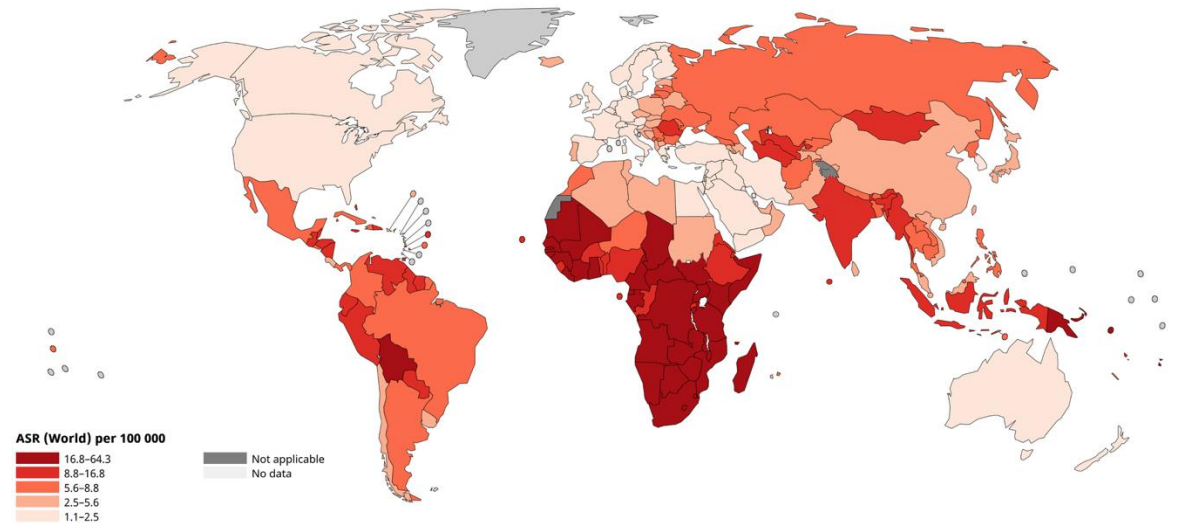 ASR (World) per 100 000
16.8–64.3
8.8–16.8
5.6–8.8
2.5–5.6
1.1–2.5
Not applicable
No data